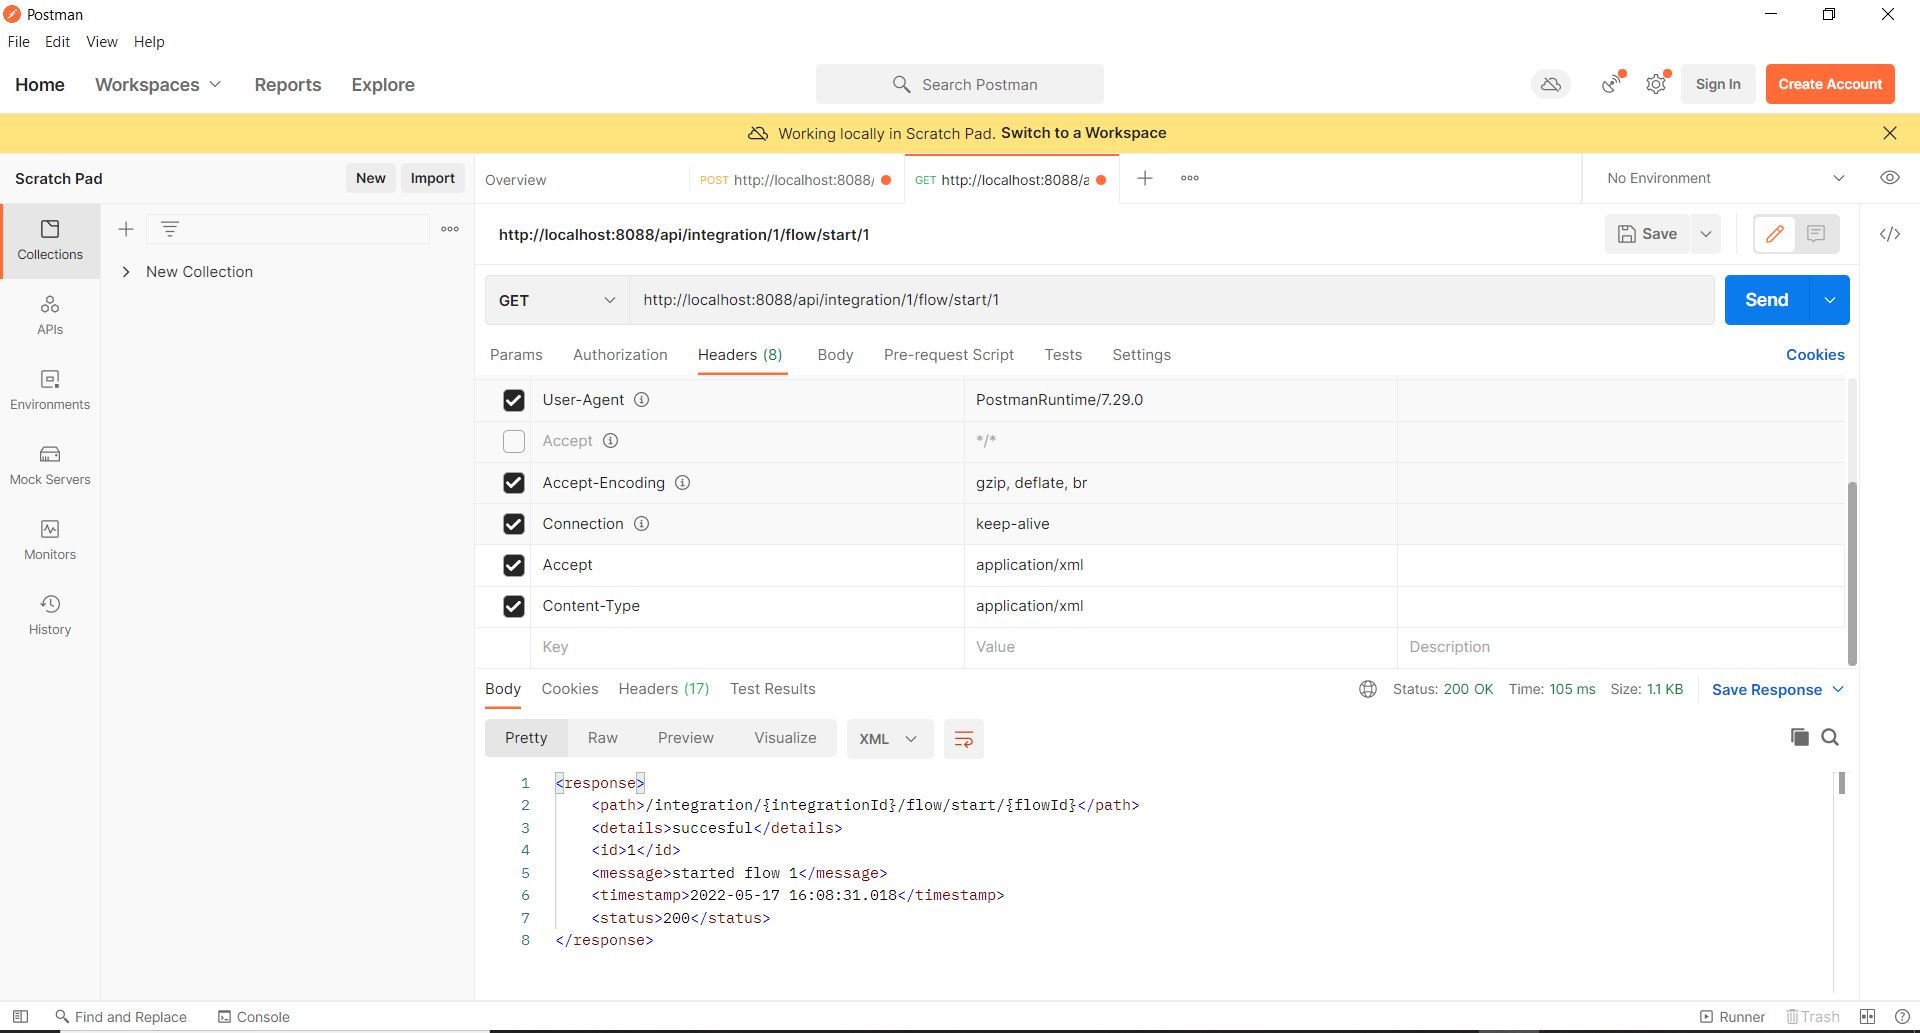 Postman
File Edit View Help
Home Workspaces Reports Explore
Search Postman
Sign In Create Account
Working locally in Scratch Pad. Switch to a Workspace
Scratch Pad New Import
Overview
POST http://localhost:8088/
GET http://localhost:8088/a
No Environment
Collections
APIs
Environments
Mock Servers
Monitors
History
New Collection
http://localhost:8088/api/integration/1/flow/start/1
Save
GET http://localhost:8088/api/integration/1/flow/start/1 Send
Params Authorization Headers (8) Body Pre-request Script Tests Settings Cookies
User-Agent PostmanRuntime/7.29.0
Accept */*
Accept-Encoding gzip, deflate, br
Connection keep-alive
Accept application/xml
Content-Type application/xml
Key Value Description
Body Cookies Headers (17) Test Results Status: 200 OK Time: 105 ms Size: 1.1 KB Save Response
Pretty Raw Preview Visualize XML
1 <response>
2 <path>/integration/{integrationId}/flow/start/{flowId}</path>
3 <details>succesful</details>
4 <id>1</id>
5 <message>started flow 1</message>
6 <timestamp>2022-05-17 16:08:31.018</timestamp>
7 <status>200</status>
8 </response>
Find and Replace Console Runner Trash